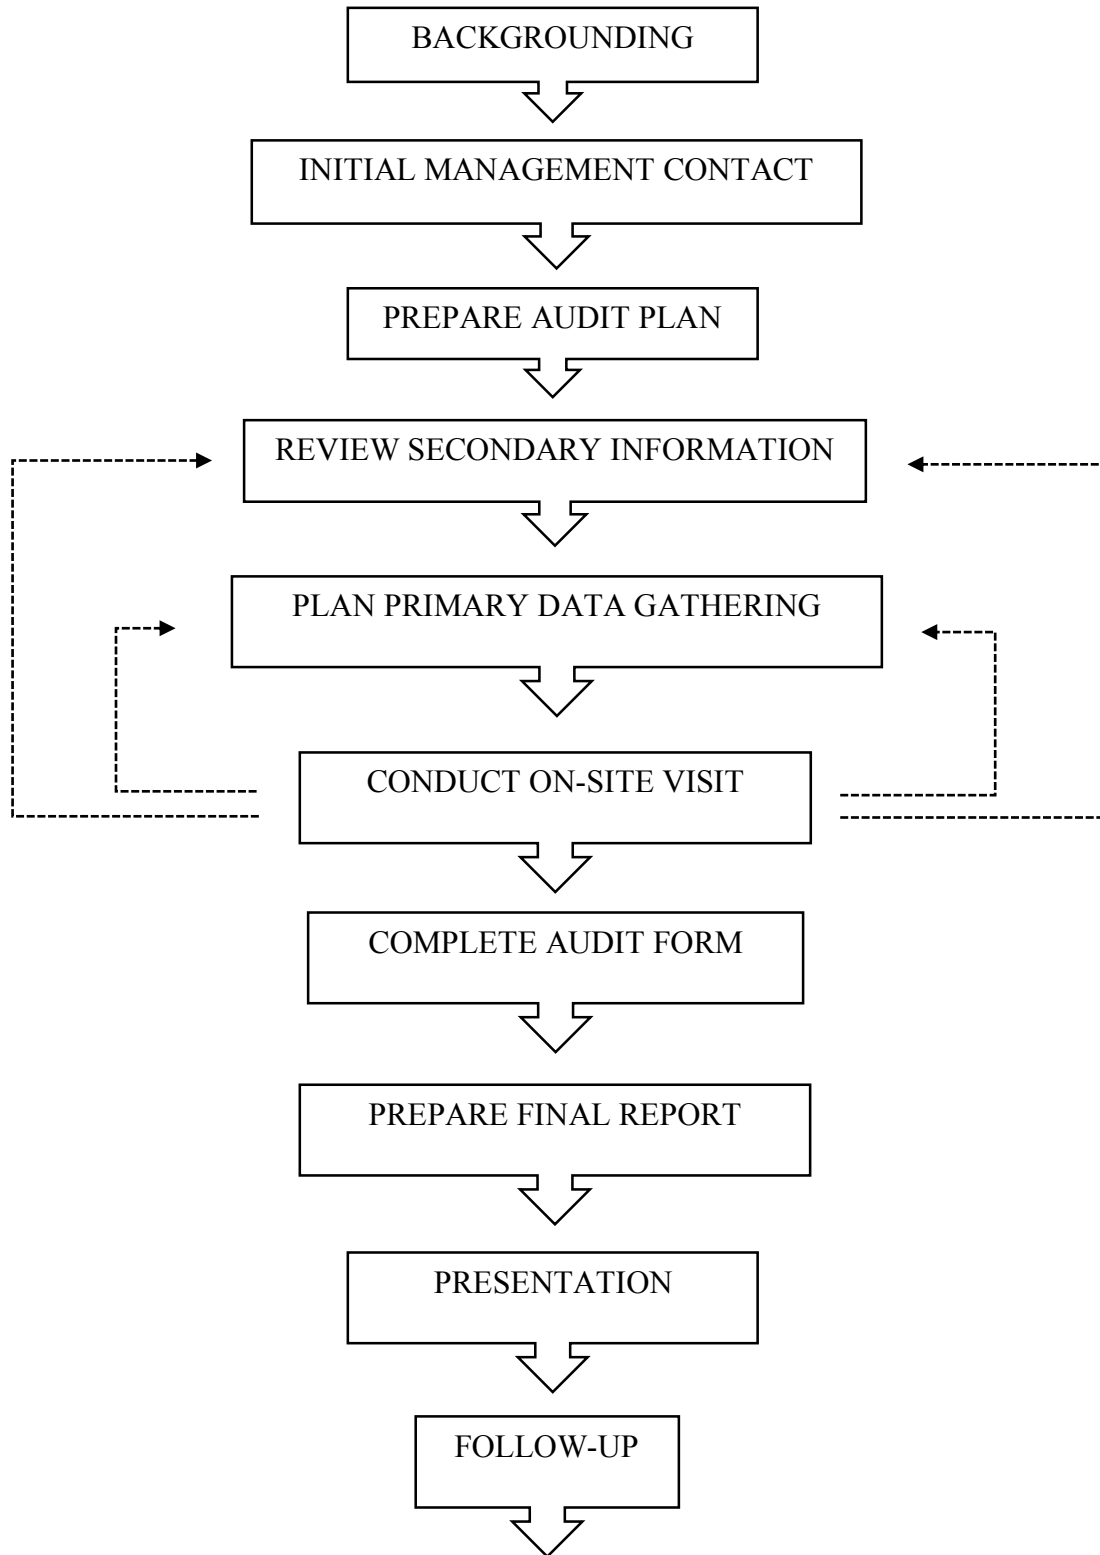 BACKGROUNDING
INITIAL MANAGEMENT CONTACT
PREPARE AUDIT PLAN
REVIEW SECONDARY INFORMATION
PLAN PRIMARY DATA GATHERING
CONDUCT ON-SITE VISIT
COMPLETE AUDIT FORM
PREPARE FINAL REPORT
PRESENTATION
FOLLOW-UP